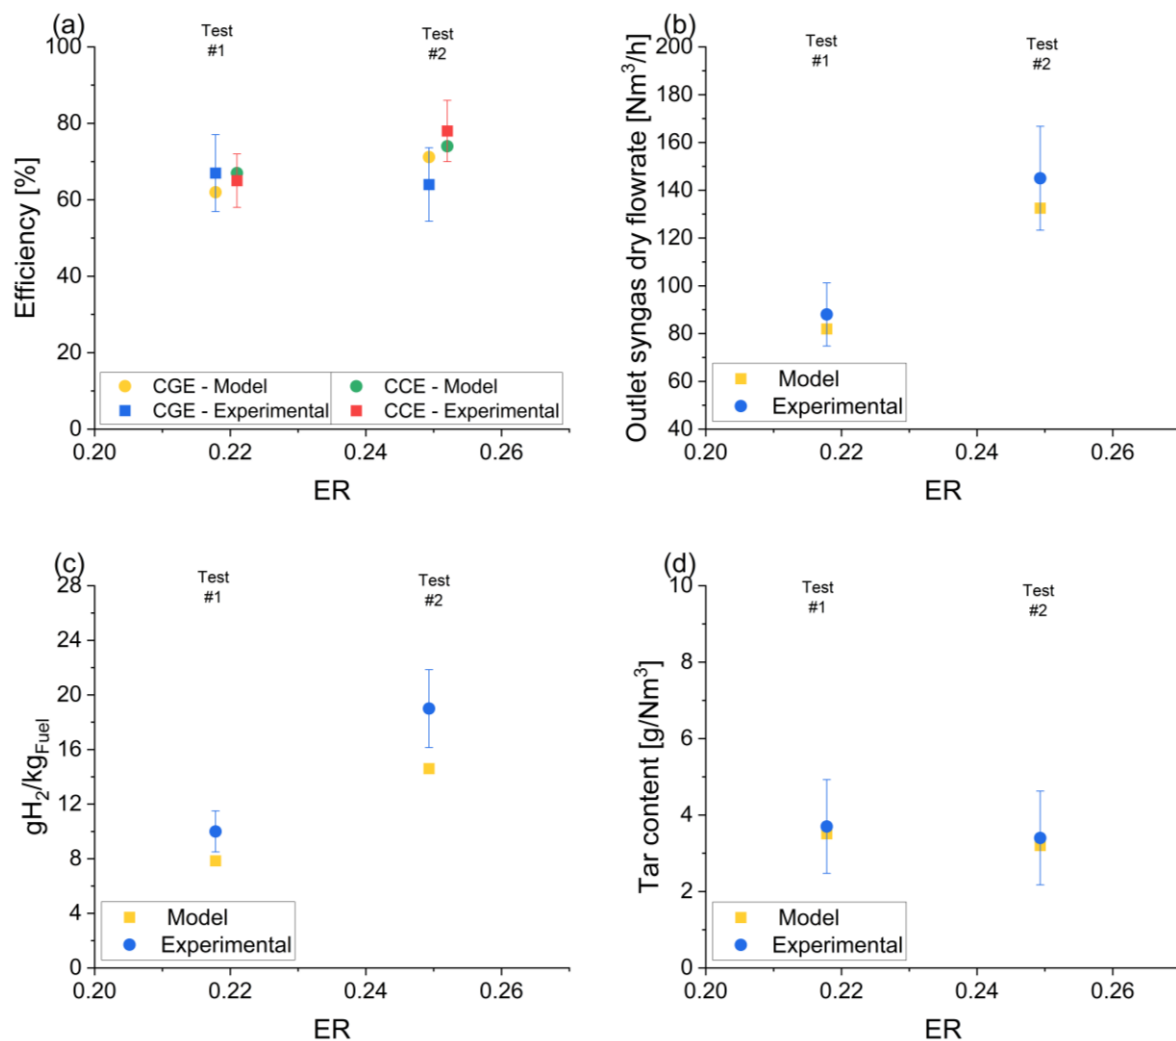 (a)
Test
#1
Test
#2
100
80
60
40
20
0
Efficiency [%]
CGE - Model
CCE - Model
CGE - Experimental
CCE - Experimental
0.20
0.22
0.24
0.26
ER
(b)
Test
#1
Test
#2
200
180
160
140
120
100
80
60
40
Outlet syngas dry flowrate [Nm³/h]
Model
Experimental
0.20
0.22
0.24
0.26
ER
(c)
Test
#1
Test
#2
28
24
20
16
12
8
4
0
gH₂/kg_Fuel
Model
Experimental
0.20
0.22
0.24
0.26
ER
(d)
Test
#1
Test
#2
10
8
6
4
2
0
Tar content [g/Nm³]
Model
Experimental
0.20
0.22
0.24
0.26
ER